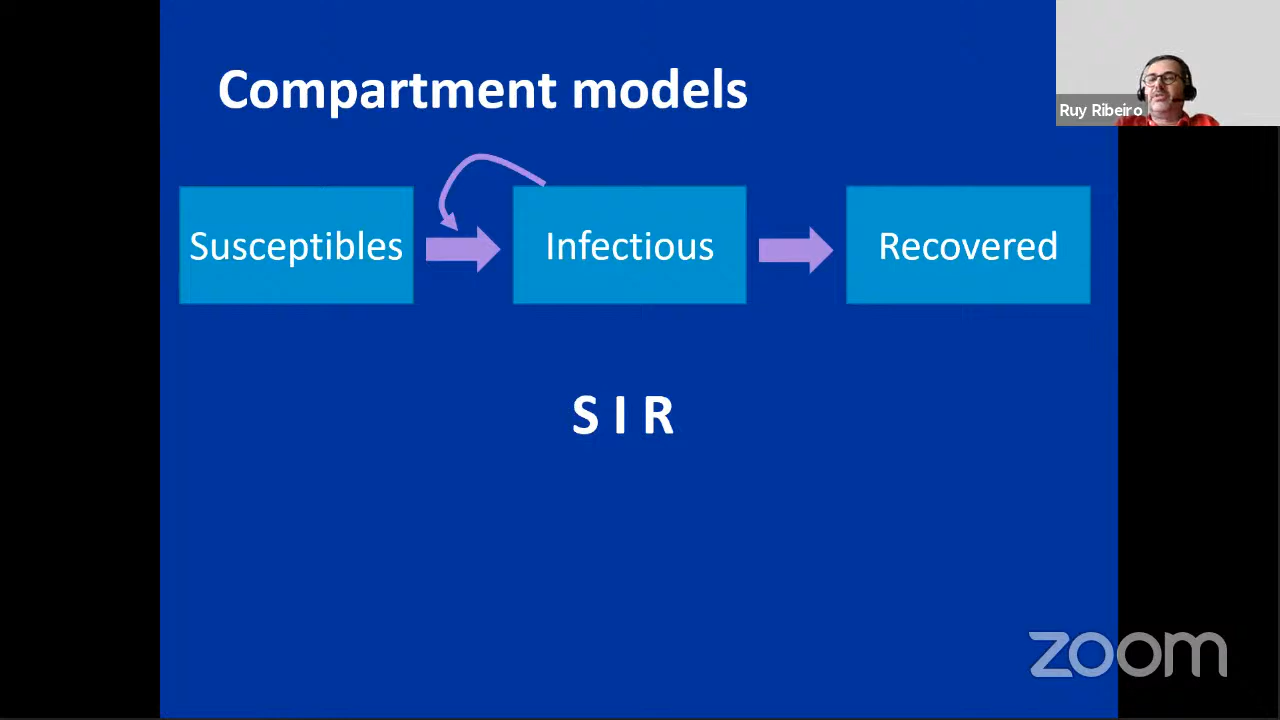 Compartment models
Ruy Ribeiro
Susceptibles
Infectious
Recovered
S I R
zoom